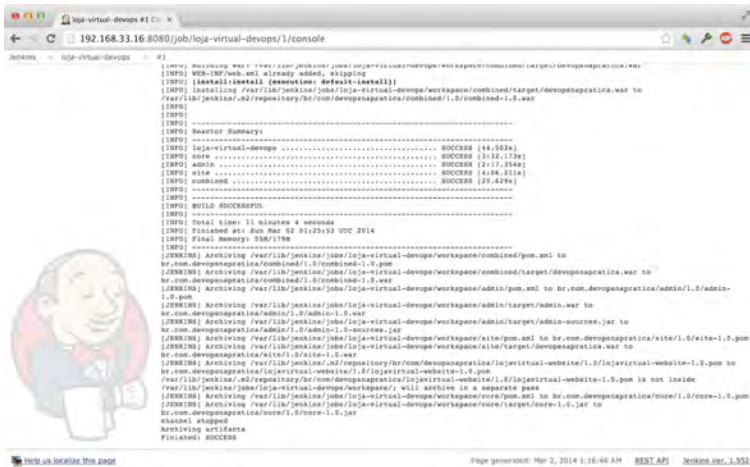 loja-virtual-devops #1 Co
192.168.33.16:8080/job/loja-virtual-devops/1/console
Jenkins loja-virtual-devops #1
[INFO] WEB-INF/web.xml already added, skipping
[INFO] [install:install {execution: default-install}]
[INFO] Installing /var/lib/jenkins/jobs/loja-virtual-devops/workspace/combined/target/devopsnapratica.war to
/var/lib/jenkins/.m2/repository/br/com/devopsnapratica/combined/1.0/combined-1.0.war
[INFO]
[INFO]
[INFO] ------------------------------------------------------------------------
[INFO] Reactor Summary:
[INFO] ------------------------------------------------------------------------
[INFO] loja-virtual-devops ................................... SUCCESS [44.502s]
[INFO] core .................................................. SUCCESS [3:32.172s]
[INFO] admin ................................................. SUCCESS [2:17.354s]
[INFO] site .................................................. SUCCESS [4:04.211s]
[INFO] combined .............................................. SUCCESS [25.429s]
[INFO] ------------------------------------------------------------------------
[INFO] ------------------------------------------------------------------------
[INFO] BUILD SUCCESSFUL
[INFO] ------------------------------------------------------------------------
[INFO] Total time: 11 minutes 4 seconds
[INFO] Finished at: Sun Mar 02 01:25:53 UTC 2014
[INFO] Final Memory: 55M/179M
[INFO] ------------------------------------------------------------------------
[JENKINS] Archiving /var/lib/jenkins/jobs/loja-virtual-devops/workspace/combined/pom.xml to
br.com.devopsnapratica/combined/1.0/combined-1.0.pom
[JENKINS] Archiving /var/lib/jenkins/jobs/loja-virtual-devops/workspace/combined/target/devopsnapratica.war to
br.com.devopsnapratica/combined/1.0/combined-1.0.war
[JENKINS] Archiving /var/lib/jenkins/jobs/loja-virtual-devops/workspace/admin/pom.xml to br.com.devopsnapratica/admin/1.0/admin-
1.0.pom
[JENKINS] Archiving /var/lib/jenkins/jobs/loja-virtual-devops/workspace/admin/target/admin.war to
br.com.devopsnapratica/admin/1.0/admin-1.0.war
[JENKINS] Archiving /var/lib/jenkins/jobs/loja-virtual-devops/workspace/admin/target/admin-sources.jar to
br.com.devopsnapratica/admin/1.0/admin-1.0-sources.jar
[JENKINS] Archiving /var/lib/jenkins/jobs/loja-virtual-devops/workspace/site/pom.xml to br.com.devopsnapratica/site/1.0/site-1.0.pom
[JENKINS] Archiving /var/lib/jenkins/jobs/loja-virtual-devops/workspace/site/target/devopsnapratica.war to
br.com.devopsnapratica/site/1.0/site-1.0.war
[JENKINS] Archiving /var/lib/jenkins/.m2/repository/br/com/devopsnapratica/lojavirtual-website/1.0/lojavirtual-website-1.0.pom to
br.com.devopsnapratica/lojavirtual-website/1.0/lojavirtual-website-1.0.pom
/var/lib/jenkins/.m2/repository/br/com/devopsnapratica/lojavirtual-website/1.0/lojavirtual-website-1.0.pom is not inside
/var/lib/jenkins/jobs/loja-virtual-devops/workspace/; will archive in a separate pass
[JENKINS] Archiving /var/lib/jenkins/jobs/loja-virtual-devops/workspace/core/pom.xml to br.com.devopsnapratica/core/1.0/core-1.0.pom
[JENKINS] Archiving /var/lib/jenkins/jobs/loja-virtual-devops/workspace/core/target/core-1.0.jar to
br.com.devopsnapratica/core/1.0/core-1.0.jar
channel stopped
Archiving artifacts
Finished: SUCCESS
Help us localize this page
Page generated: Mar 2, 2014 1:16:46 AM REST API Jenkins ver. 1.552